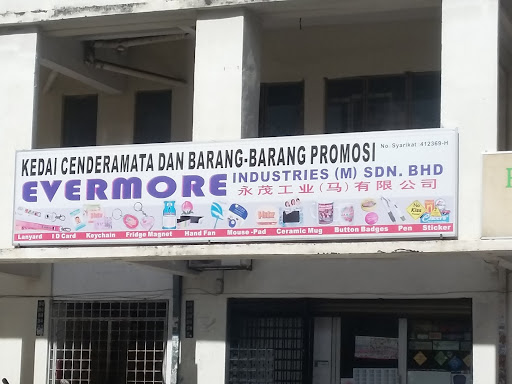 No. Syarikat :412369-H
KEDAI CENDERAMATA DAN BARANG-BARANG PROMOSI
EVERMORE INDUSTRIES (M) SDN. BHD
永茂工业(马)有限公司
Lanyard I D Card Keychain Fridge Magnet Hand Fan Mouse -Pad Ceramic Mug Button Badges Pen Sticker